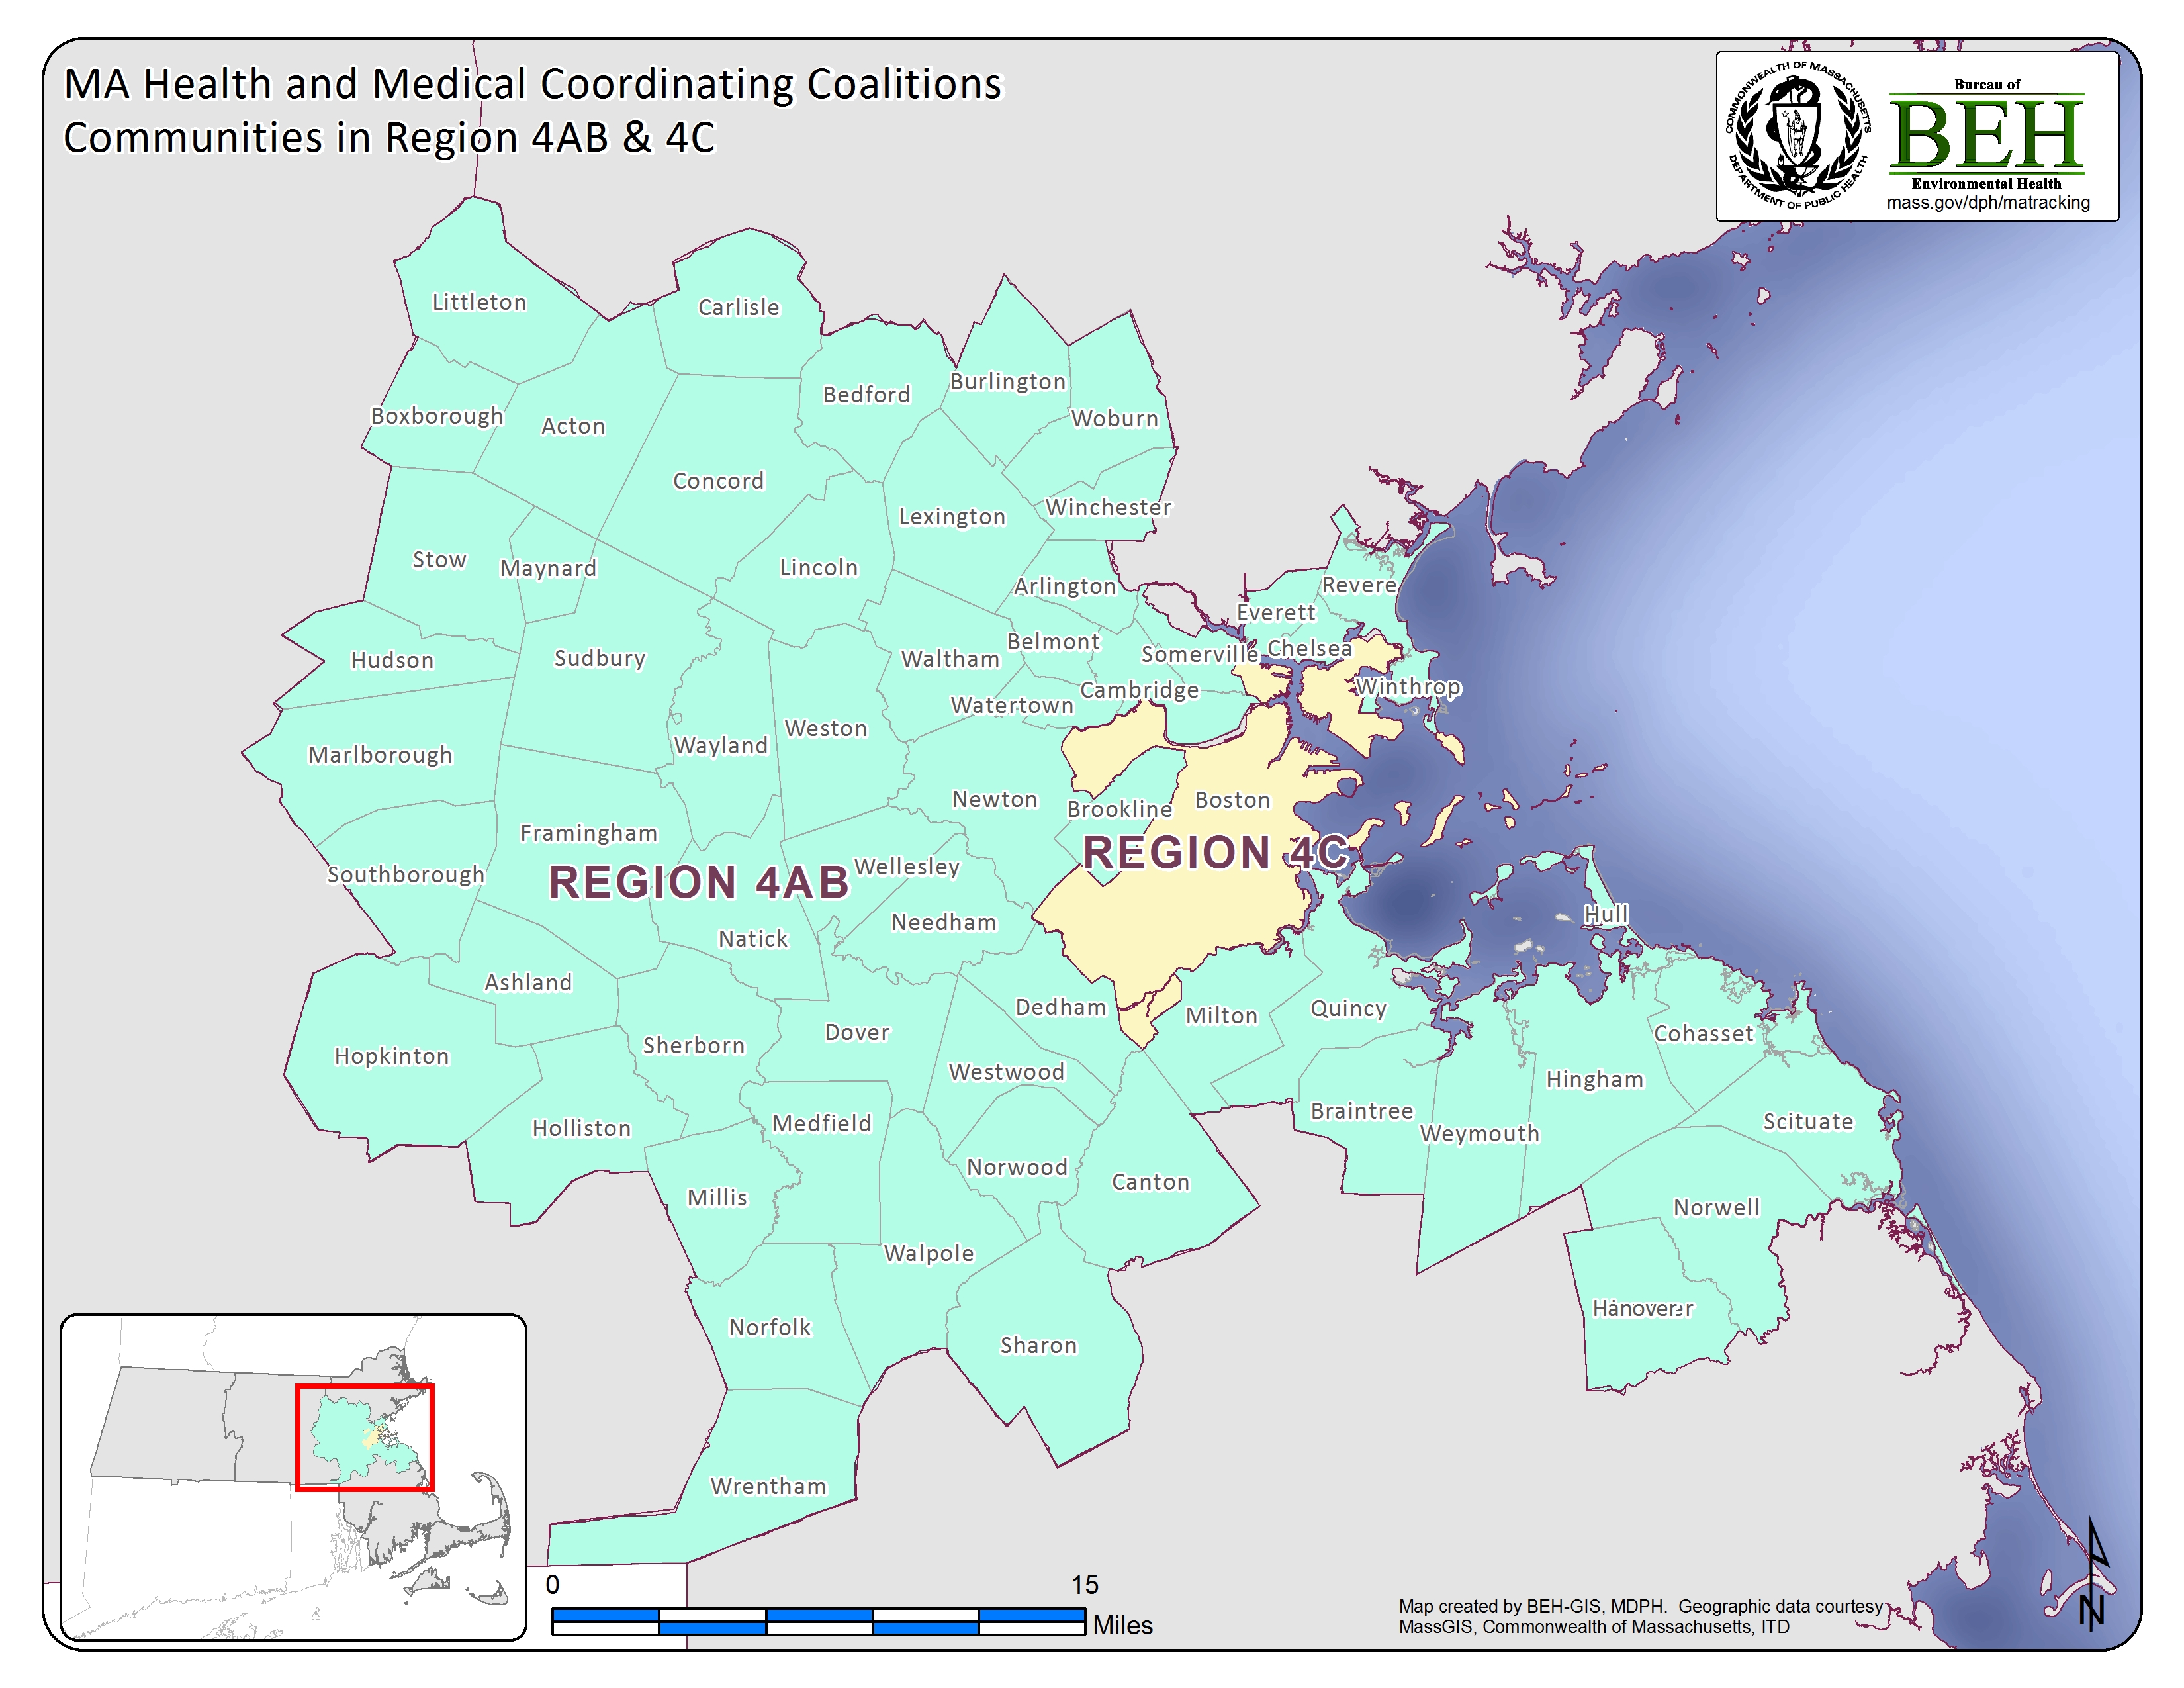 MA Health and Medical Coordinating Coalitions
Communities in Region 4AB & 4C
COMMONWEALTH OF MASSACHUSETTS
DEPARTMENT OF PUBLIC HEALTH
Bureau of
BEH
Environmental Health
mass.gov/dph/matracking
Littleton
Carlisle
Bedford
Burlington
Woburn
Boxborough
Acton
Concord
Lexington
Winchester
Stow
Maynard
Lincoln
Arlington
Revere
Everett
Hudson
Sudbury
Waltham
Belmont
Somerville
Chelsea
Cambridge
Winthrop
Watertown
Marlborough
Wayland
Weston
Newton
Brookline
Boston
Framingham
REGION 4C
Southborough
REGION 4AB
Wellesley
Needham
Natick
Hull
Ashland
Dedham
Milton
Quincy
Hopkinton
Sherborn
Dover
Westwood
Cohasset
Hingham
Holliston
Medfield
Braintree
Weymouth
Scituate
Norwood
Millis
Canton
Norwell
Walpole
Norfolk
Sharon
Wrentham
0 15
Miles
Map created by BEH-GIS, MDPH. Geographic data courtesy
MassGIS, Commonwealth of Massachusetts, ITD
N